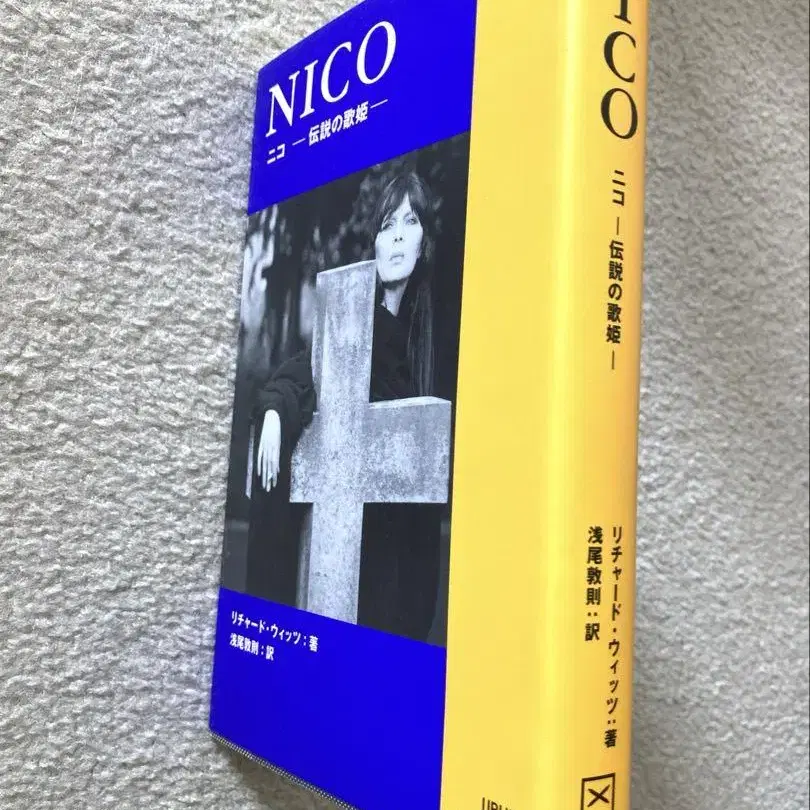 NICO
ニコ ―伝説の歌姫―
リチャード・ウィッツ：著
浅尾敦則：訳
ICO
ニコ ―伝説の歌姫―
リチャード・ウィッツ：著
浅尾敦則：訳